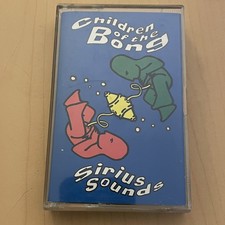 Children
of the
Bong
Sirius
Sounds